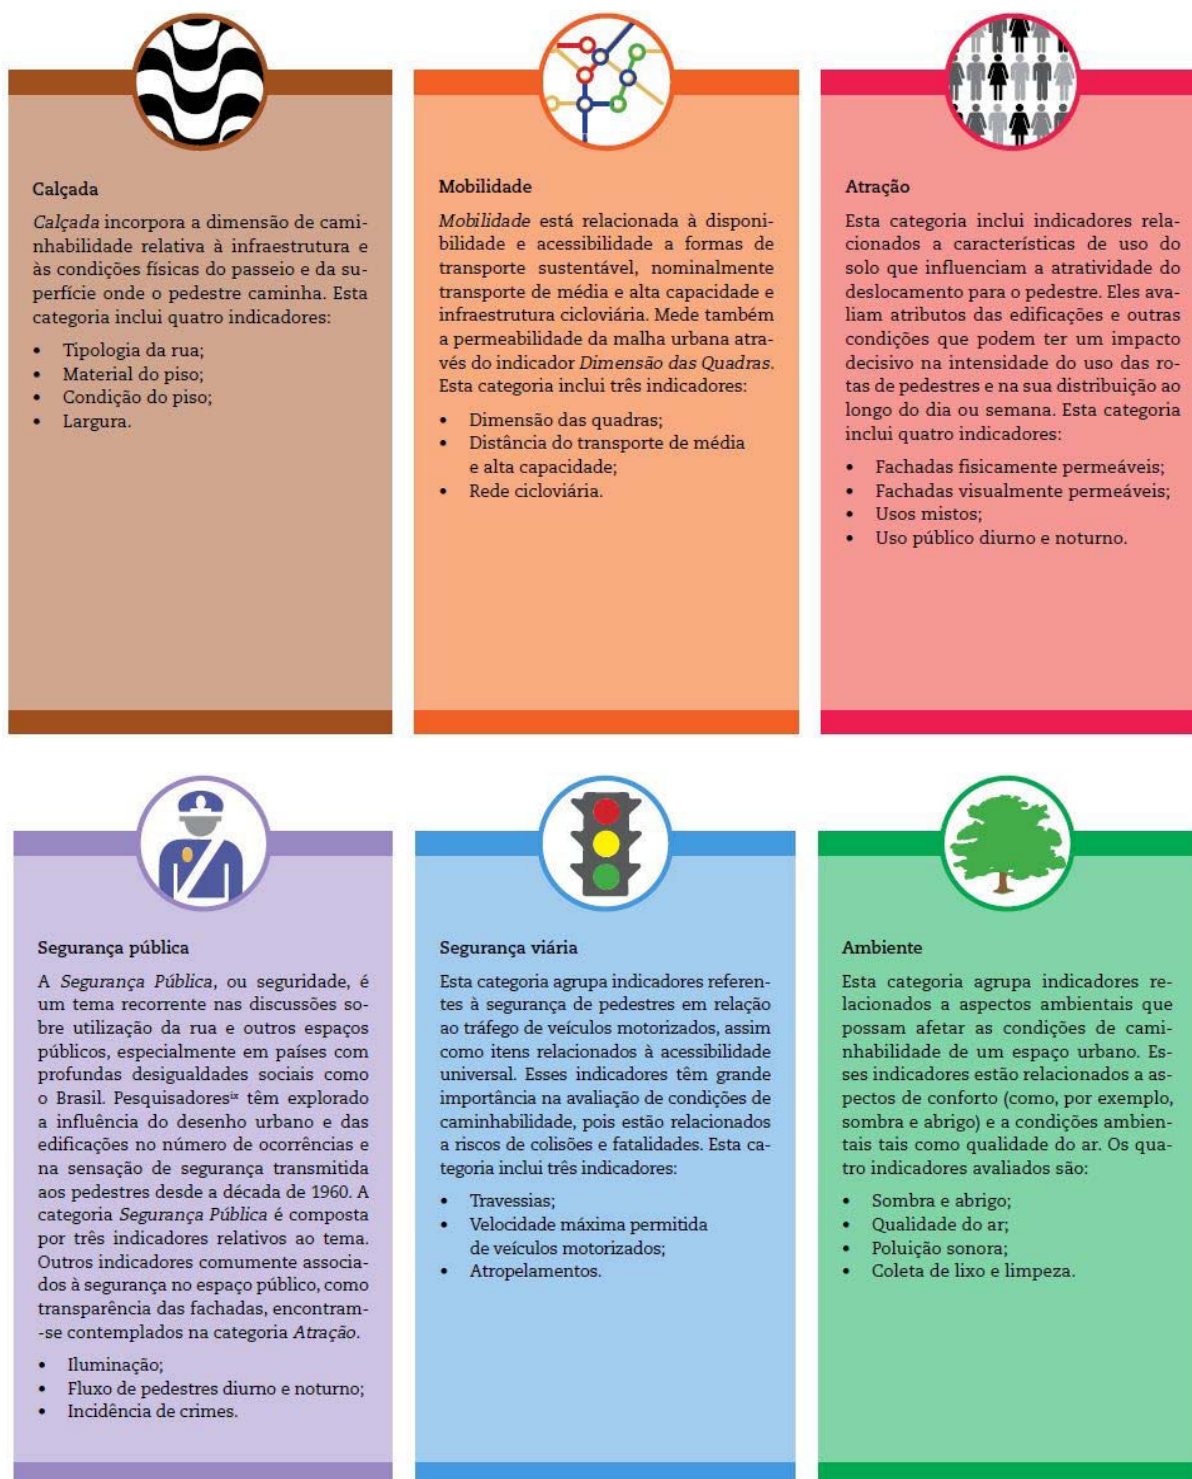 Calçada
Calçada incorpora a dimensão de cami-
nhabilidade relativa à infraestrutura e
às condições físicas do passeio e da su-
perfície onde o pedestre caminha. Esta
categoria inclui quatro indicadores:
• Tipologia da rua;
• Material do piso;
• Condição do piso;
• Largura.
Mobilidade
Mobilidade está relacionada à disponi-
bilidade e acessibilidade a formas de
transporte sustentável, nominalmente
transporte de média e alta capacidade e
infraestrutura cicloviária. Mede também
a permeabilidade da malha urbana atra-
vés do indicador Dimensão das Quadras.
Esta categoria inclui três indicadores:
• Dimensão das quadras;
• Distância do transporte de média
e alta capacidade;
• Rede cicloviária.
Atração
Esta categoria inclui indicadores rela-
cionados a características de uso do
solo que influenciam a atratividade do
deslocamento para o pedestre. Eles ava-
liam atributos das edificações e outras
condições que podem ter um impacto
decisivo na intensidade do uso das ro-
tas de pedestres e na sua distribuição ao
longo do dia ou semana. Esta categoria
inclui quatro indicadores:
• Fachadas fisicamente permeáveis;
• Fachadas visualmente permeáveis;
• Usos mistos;
• Uso público diurno e noturno.
Segurança pública
A Segurança Pública, ou seguridade, é
um tema recorrente nas discussões so-
bre utilização da rua e outros espaços
públicos, especialmente em países com
profundas desigualdades sociais como
o Brasil. Pesquisadoresⁱˣ têm explorado
a influência do desenho urbano e das
edificações no número de ocorrências e
na sensação de segurança transmitida
aos pedestres desde a década de 1960. A
categoria Segurança Pública é composta
por três indicadores relativos ao tema.
Outros indicadores comumente associa-
dos à segurança no espaço público, como
transparência das fachadas, encontram-
-se contemplados na categoria Atração.
• Iluminação;
• Fluxo de pedestres diurno e noturno;
• Incidência de crimes.
Segurança viária
Esta categoria agrupa indicadores referen-
tes à segurança de pedestres em relação
ao tráfego de veículos motorizados, assim
como itens relacionados à acessibilidade
universal. Esses indicadores têm grande
importância na avaliação de condições de
caminhabilidade, pois estão relacionados
a riscos de colisões e fatalidades. Esta ca-
tegoria inclui três indicadores:
• Travessias;
• Velocidade máxima permitida
de veículos motorizados;
• Atropelamentos.
Ambiente
Esta categoria agrupa indicadores re-
lacionados a aspectos ambientais que
possam afetar as condições de cami-
nhabilidade de um espaço urbano. Es-
ses indicadores estão relacionados a as-
pectos de conforto (como, por exemplo,
sombra e abrigo) e a condições ambien-
tais tais como qualidade do ar. Os qua-
tro indicadores avaliados são:
• Sombra e abrigo;
• Qualidade do ar;
• Poluição sonora;
• Coleta de lixo e limpeza.